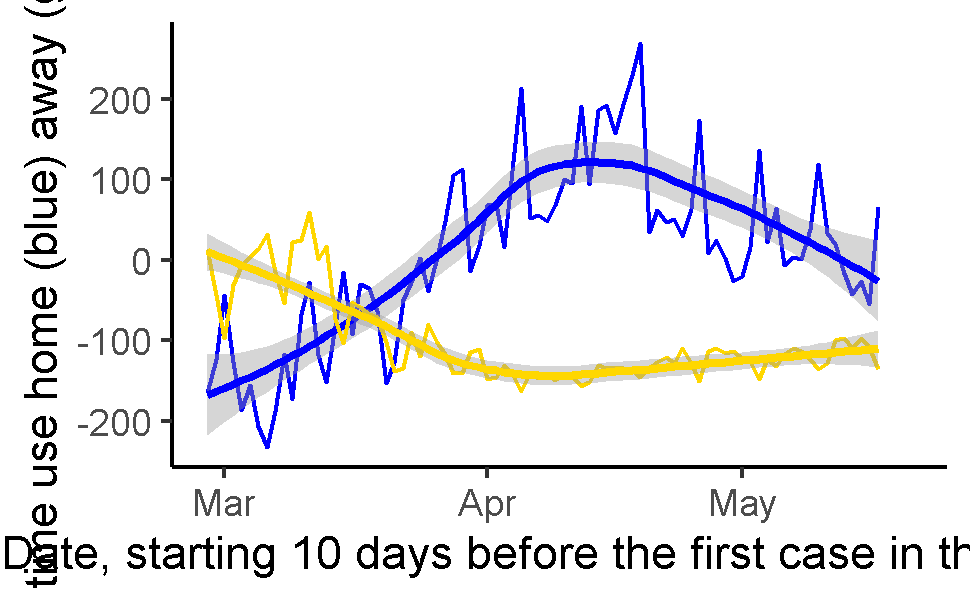 time use home (blue) away (
200
100
0
-100
-200
Mar Apr May
Date, starting 10 days before the first case in th